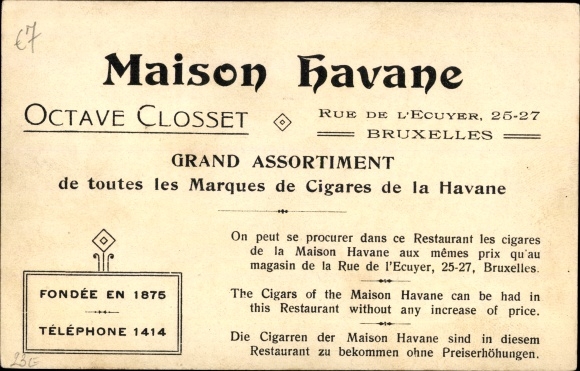 €7
Maison Havane
OCTAVE CLOSSET
RUE DE L'ECUYER, 25-27
BRUXELLES
GRAND ASSORTIMENT
de toutes les Marques de Cigares de la Havane
On peut se procurer dans ce Restaurant les cigares
de la Maison Havane aux mêmes prix qu'au
magasin de la Rue de l'Ecuyer, 25-27, Bruxelles.
The Cigars of the Maison Havane can be had in
this Restaurant without any increase of price.
Die Cigarren der Maison Havane sind in diesem
Restaurant zu bekommen ohne Preiserhöhungen.
FONDÉE EN 1875
TÉLÉPHONE 1414